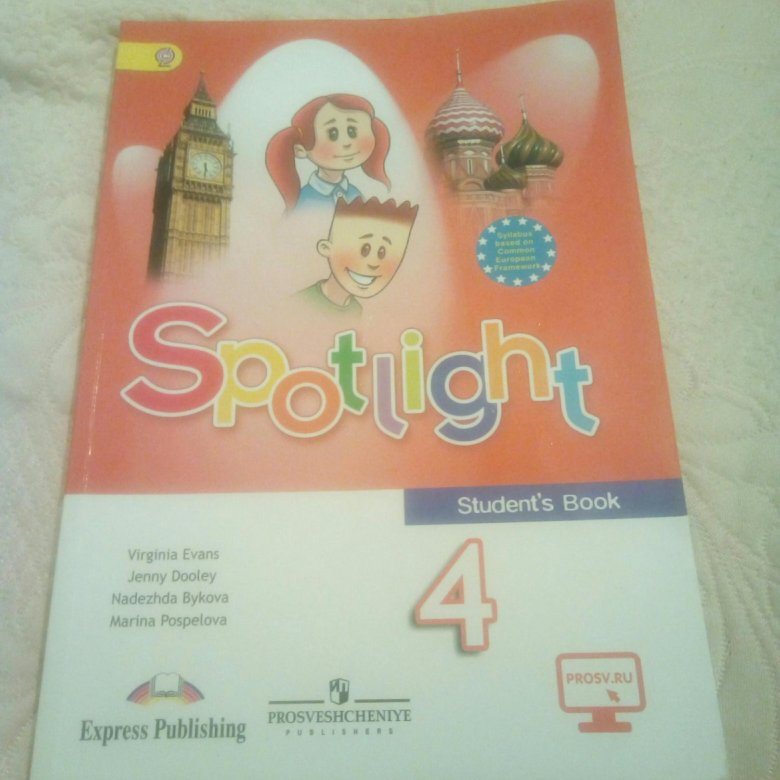 Syllabus
based on
Common
European
Framework
Spotlight
Student's Book
4
Virginia Evans
Jenny Dooley
Nadezhda Bykova
Marina Pospelova
PROSV.RU
Express Publishing
PROSVESHCHENIYE
PUBLISHERS